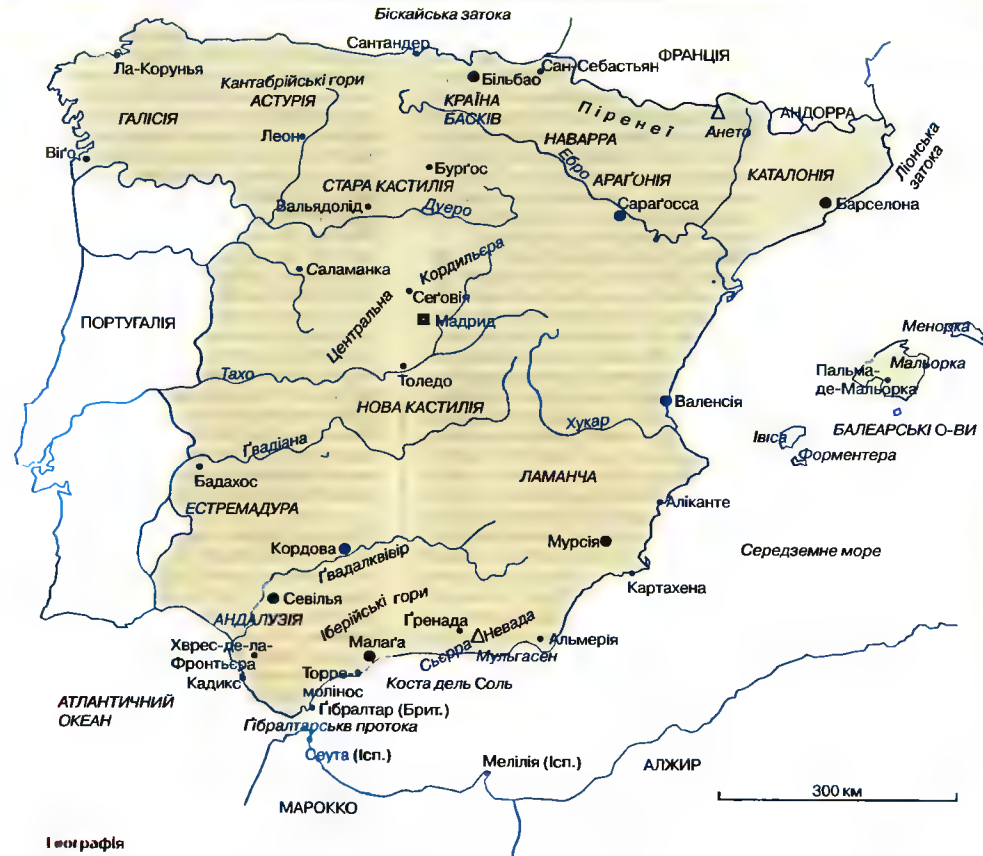 Біскайська затока
Сантандер
ФРАНЦІЯ
Ла-Корунья
Сан-Себастьян
Кантабрійські гори
Більбао
АСТУРІЯ
КРАЇНА
БАСКІВ
Піренеї
АНДОРРА
ГАЛІСІЯ
Леон
НАВАРРА
Ането
Ліонська
затока
Віго
Бурґос
Ебро
АРАҐОНІЯ
КАТАЛОНІЯ
СТАРА КАСТИЛІЯ
Вальядолід
Дуеро
Сараґосса
Барселона
Саламанка
Кордильєра
Сеґовія
Центральна
Мадрид
ПОРТУГАЛІЯ
Менорка
Мальорка
Тахо
Толедо
Пальма-
де-Мальорка
НОВА КАСТИЛІЯ
Валенсія
Хукар
БАЛЕАРСЬКІ О-ВИ
Івіса
Форментера
Ґвадіана
Бадахос
ЛАМАНЧА
ЕСТРЕМАДУРА
Аліканте
Кордова
Мурсія
Середземне море
Ґвадалквівір
Картахена
Севілья
Іберійські гори
АНДАЛУЗІЯ
Ґренада
Сьєрра Невада
Альмерія
Мульгасен
Хврес-де-ла-
Фронтьєра
Малаґа
Кадикс
Торре-
молінос
Коста дель Соль
АТЛАНТИЧНИЙ
ОКЕАН
Ґібралтар (Брит.)
Ґібралтарськв протока
Сеута (Ісп.)
Мелілія (Ісп.)
АЛЖИР
МАРОККО
300 км
Географія